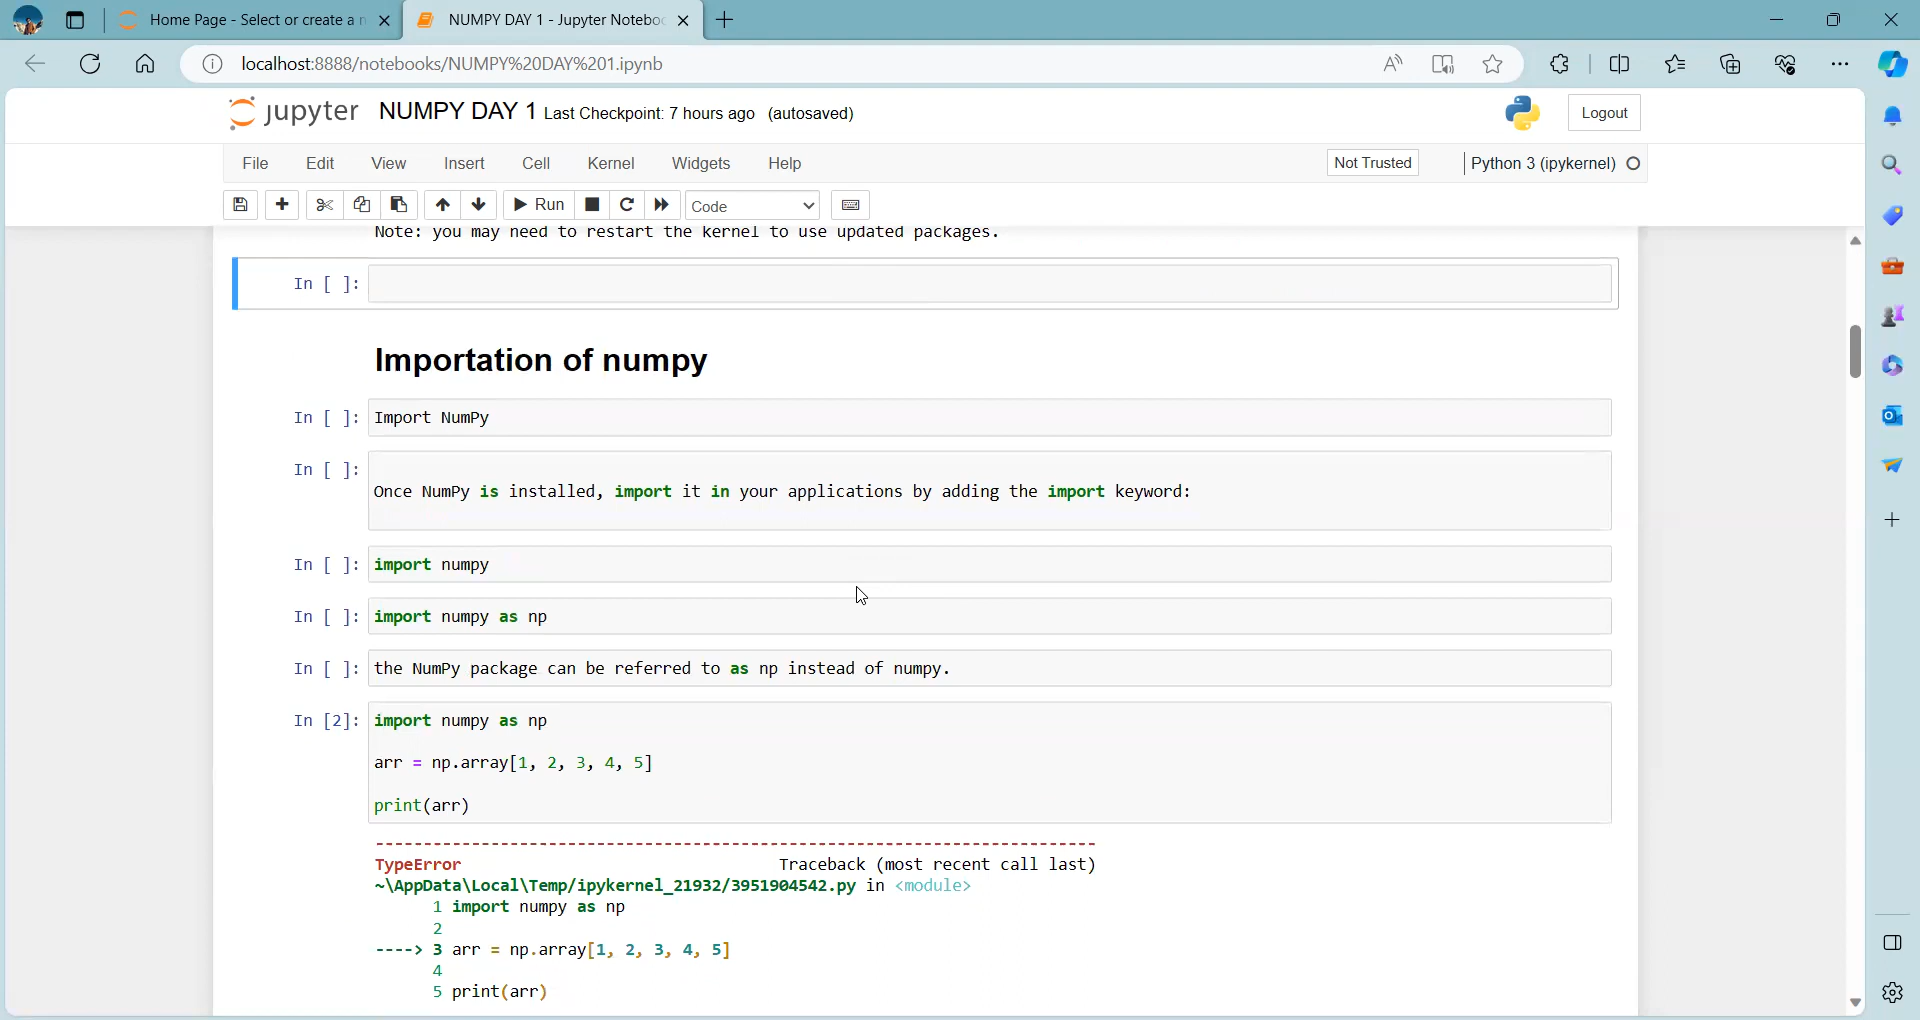 Home Page - Select or create a n
NUMPY DAY 1 - Jupyter Noteboo
localhost:8888/notebooks/NUMPY%20DAY%201.ipynb
jupyter NUMPY DAY 1 Last Checkpoint: 7 hours ago (autosaved)
Logout
File Edit View Insert Cell Kernel Widgets Help
Not Trusted
Python 3 (ipykernel)
Run
Code
Note: you may need to restart the kernel to use updated packages.
In [ ]:
Importation of numpy
In [ ]: Import NumPy
In [ ]:
Once NumPy is installed, import it in your applications by adding the import keyword:
In [ ]: import numpy
In [ ]: import numpy as np
In [ ]: the NumPy package can be referred to as np instead of numpy.
In [2]: import numpy as np
arr = np.array[1, 2, 3, 4, 5]
print(arr)
---------------------------------------------------------------------------
TypeError Traceback (most recent call last)
~\AppData\Local\Temp/ipykernel_21932/3951904542.py in <module>
1 import numpy as np
2
----> 3 arr = np.array[1, 2, 3, 4, 5]
4
5 print(arr)